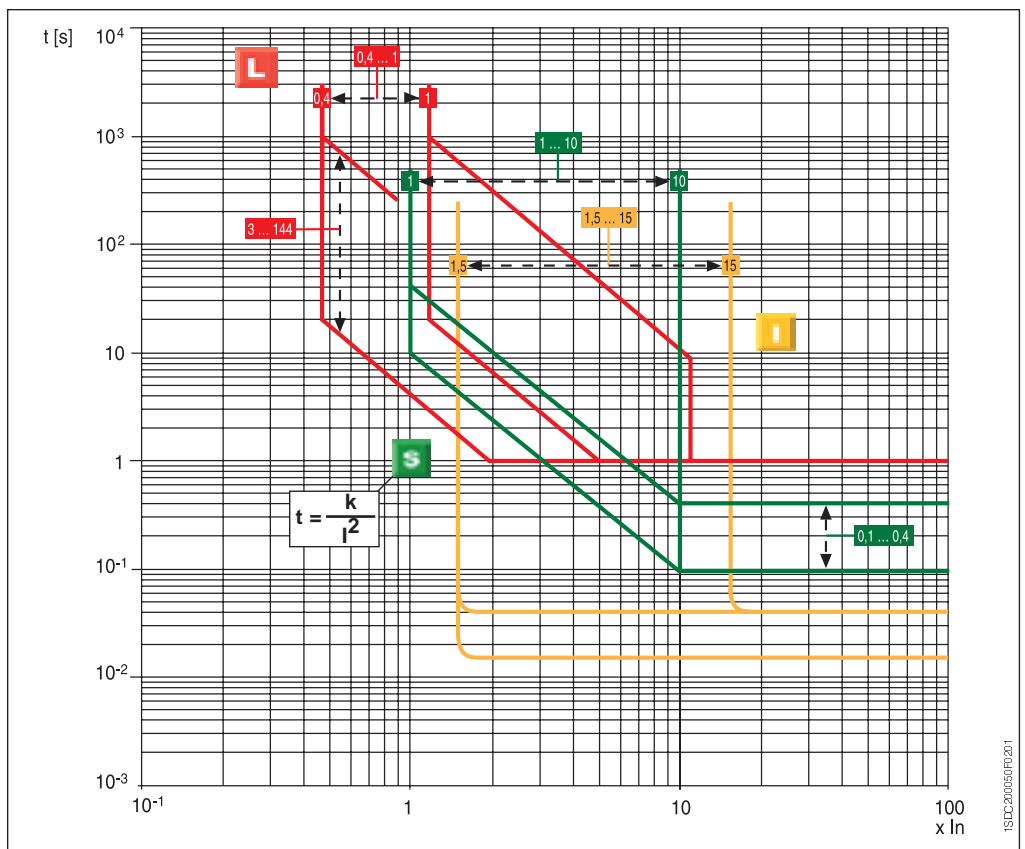 t [s]
10⁴
L
0,4 ... 1
0,4
1
10³
1 ... 10
1
10
1,5 ... 15
3 ... 144
10²
1,5
15
I
10
S
1
t = k / I²
0,1 ... 0,4
10⁻¹
10⁻²
10⁻³
10⁻¹
1
10
100
x In
1SDC200050F0201